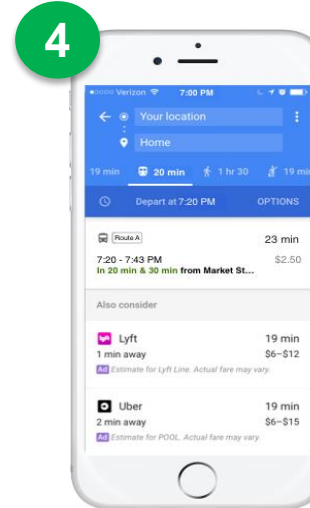 4
Verizon 7:00 PM
Your location
Home
19 min 20 min 1 hr 30 19 min
Depart at 7:20 PM OPTIONS
Route A 23 min
7:20 - 7:43 PM $2.50
In 20 min & 30 min from Market St...
Also consider
Lyft 19 min
1 min away $6–$12
Ad Estimate for Lyft Line. Actual fare may vary.
Uber 19 min
2 min away $6–$15
Ad Estimate for POOL. Actual fare may vary.